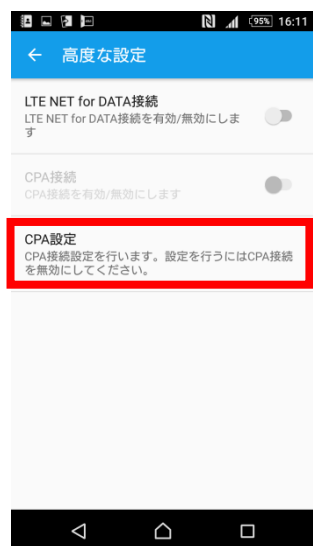 95% 16:11
高度な設定
LTE NET for DATA接続
LTE NET for DATA接続を有効/無効にしま
す
CPA接続
CPA接続を有効/無効にします
CPA設定
CPA接続設定を行います。設定を行うにはCPA接続
を無効にしてください。